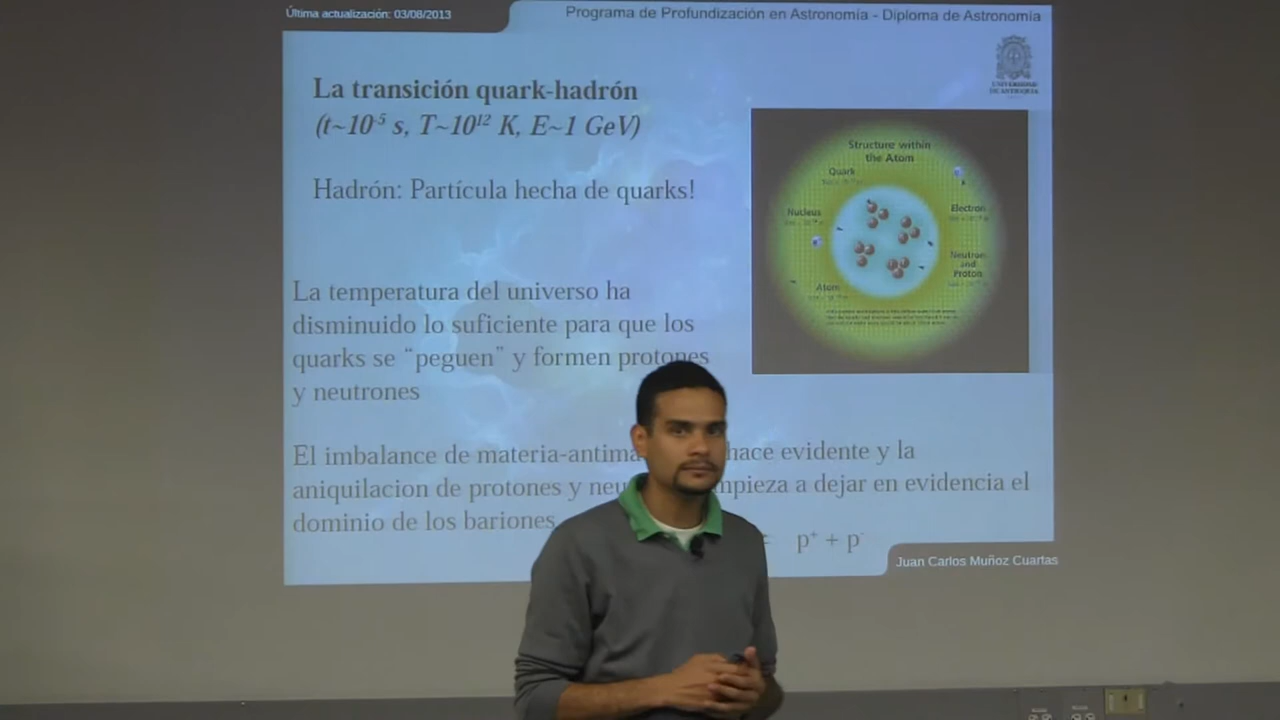 Última actualización: 03/08/2013
Programa de Profundización en Astronomía - Diploma de Astronomía
UNIVERSIDAD
DE ANTIOQUIA
La transición quark-hadrón
(t~10⁻⁵ s, T~10¹² K, E~1 GeV)
Hadrón: Partícula hecha de quarks!
Structure within
the Atom
Quark
Nucleus
Electron
Neutron
and
Proton
Atom
La temperatura del universo ha
disminuido lo suficiente para que los
quarks se “peguen” y formen protones
y neutrones
El imbalance de materia-antima hace evidente y la
aniquilacion de protones y neu mpieza a dejar en evidencia el
dominio de los bariones
p⁺ + p⁻
Juan Carlos Muñoz Cuartas